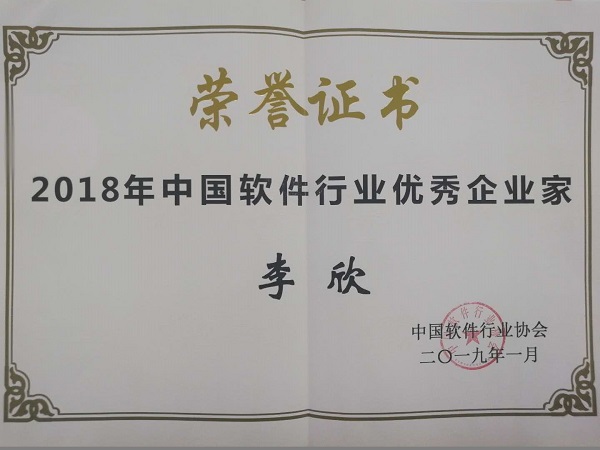 荣誉证书
2018年中国软件行业优秀企业家
李欣
中国软件行业协会
二〇一九年一月